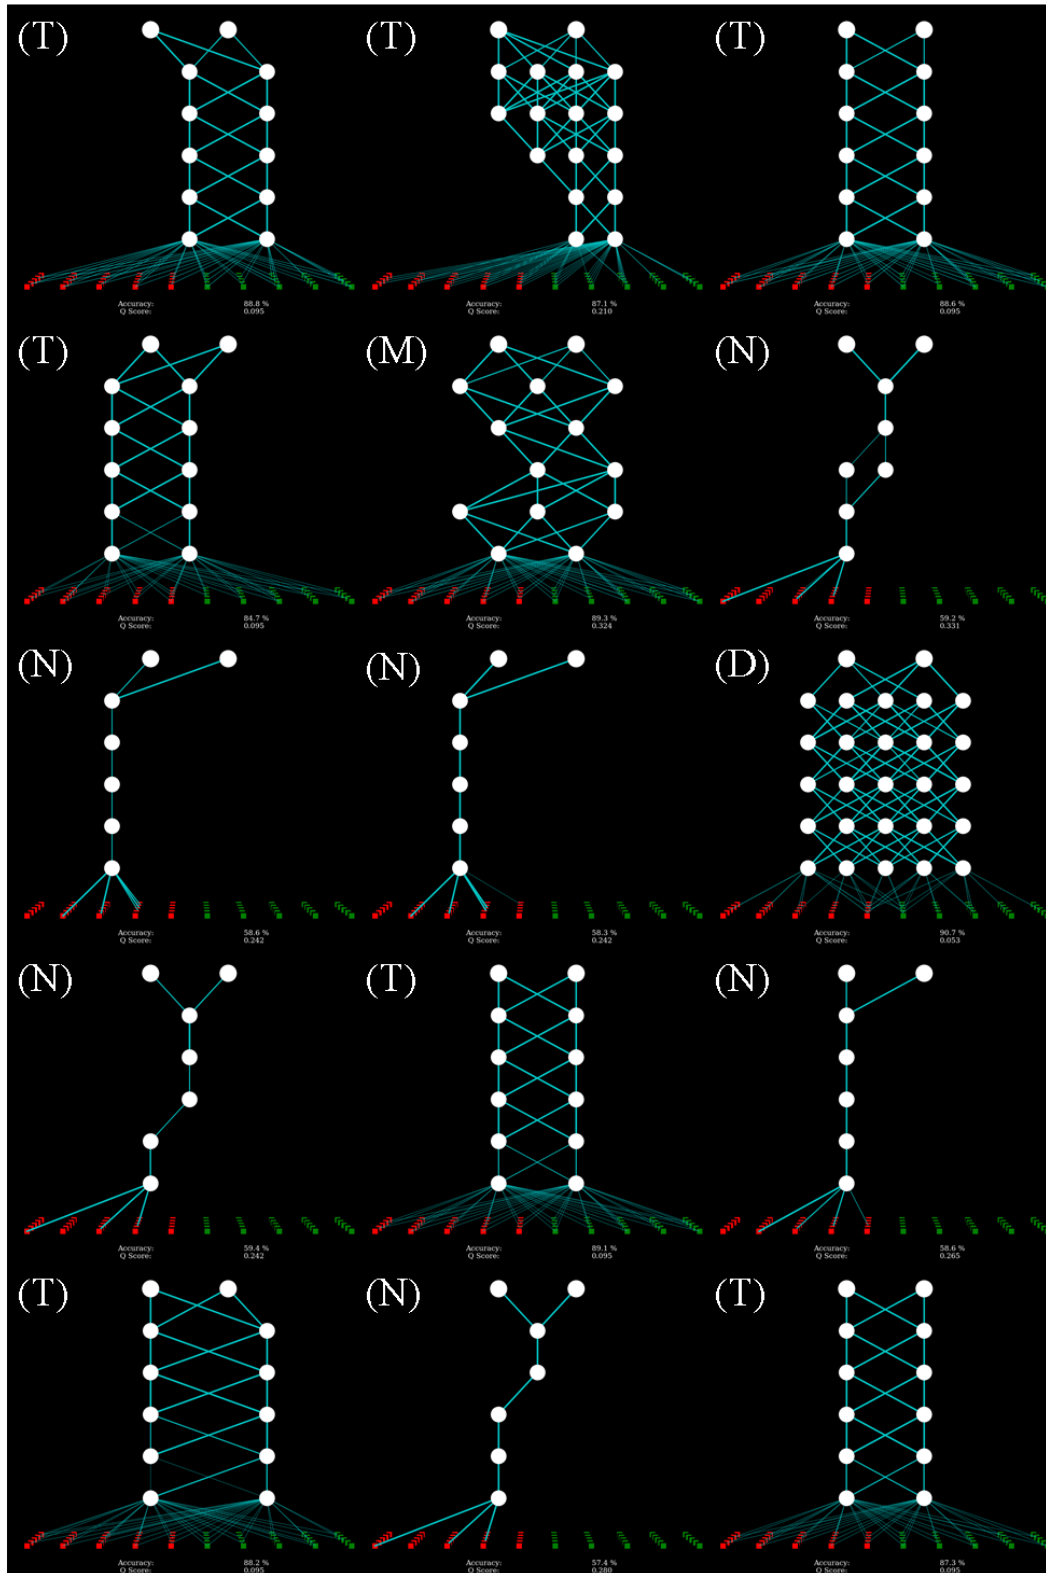 (T) (T) (T)
Accuracy: 88.8 % Accuracy: 87.1 % Accuracy: 88.6 %
Q Score: 0.095 Q Score: 0.210 Q Score: 0.095
(T) (M) (N)
Accuracy: 84.7 % Accuracy: 89.3 % Accuracy: 59.2 %
Q Score: 0.095 Q Score: 0.324 Q Score: 0.331
(N) (N) (D)
Accuracy: 58.6 % Accuracy: 58.3 % Accuracy: 90.7 %
Q Score: 0.242 Q Score: 0.242 Q Score: 0.053
(N) (T) (N)
Accuracy: 59.4 % Accuracy: 89.1 % Accuracy: 58.6 %
Q Score: 0.242 Q Score: 0.095 Q Score: 0.265
(T) (N) (T)
Accuracy: 88.2 % Accuracy: 57.4 % Accuracy: 87.3 %
Q Score: 0.095 Q Score: 0.280 Q Score: 0.095